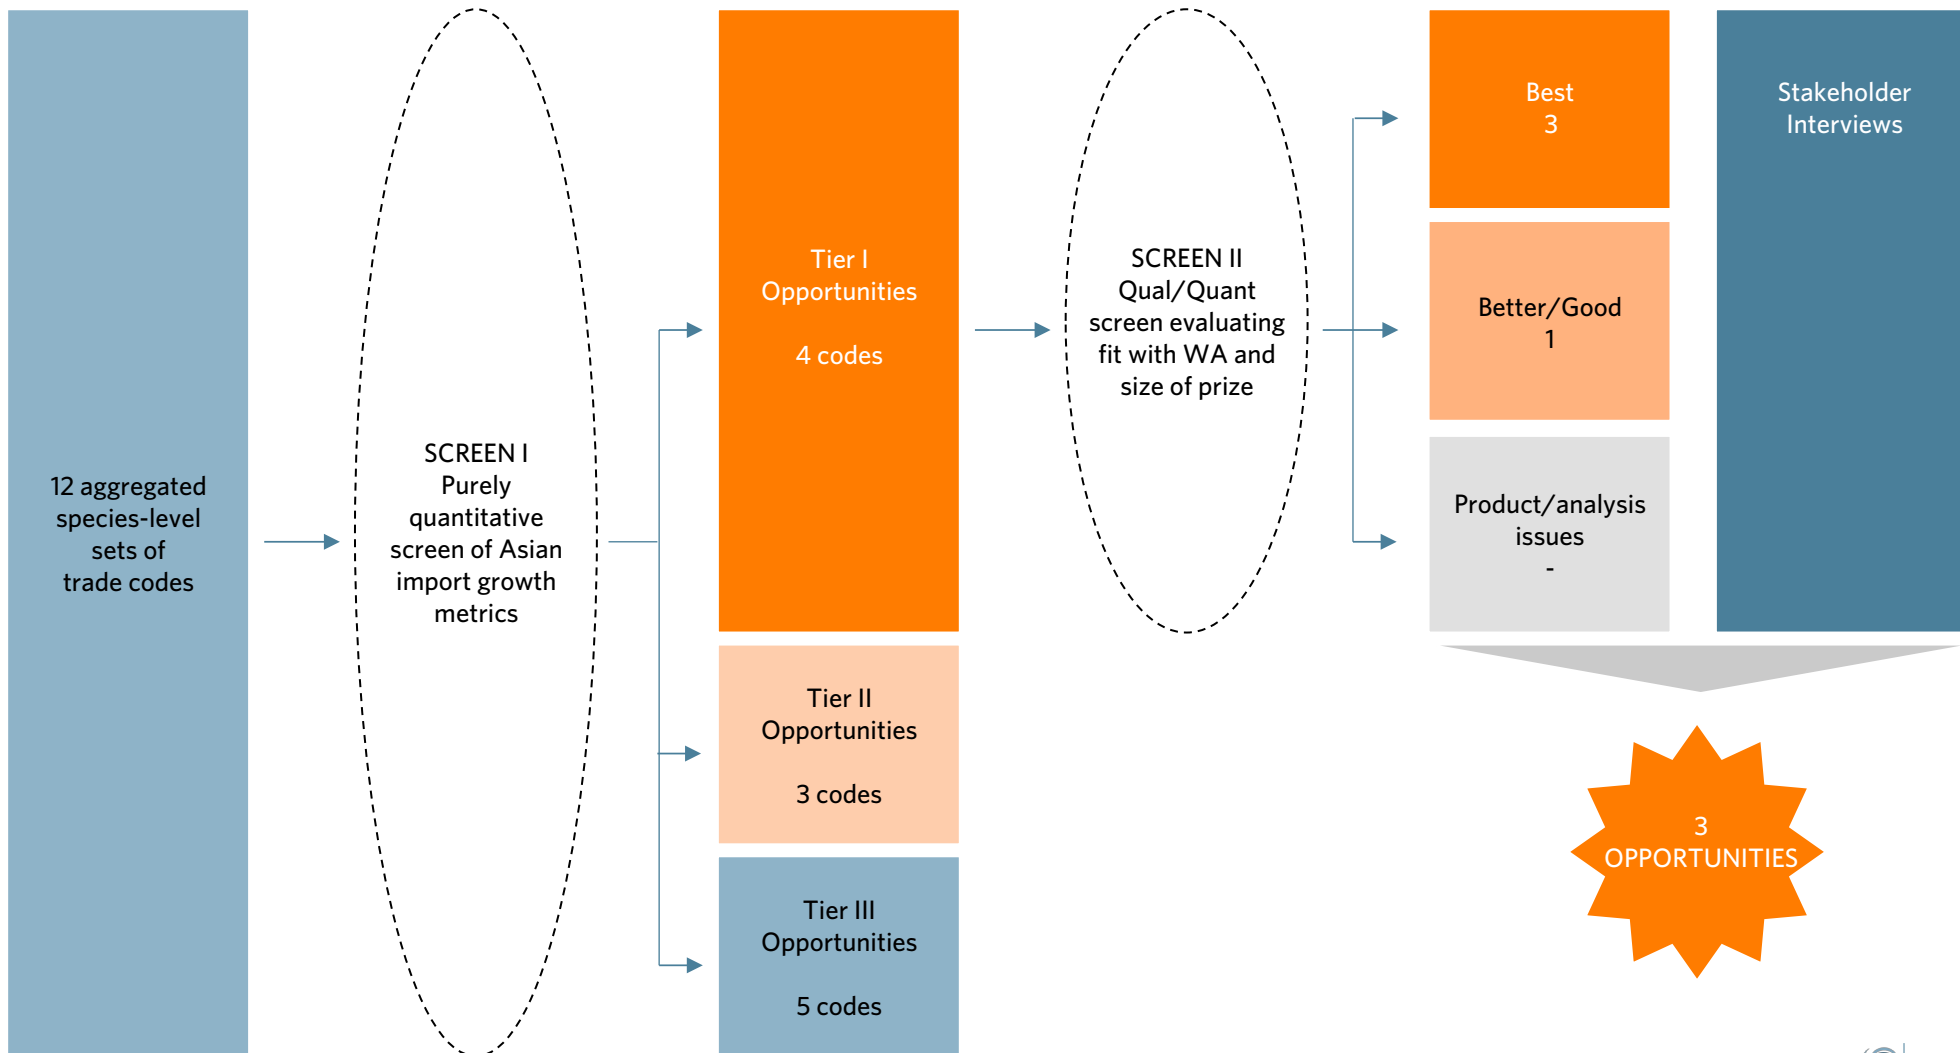 12 aggregated
species-level
sets of
trade codes
SCREEN I
Purely
quantitative
screen of Asian
import growth
metrics
Tier I
Opportunities
4 codes
Tier II
Opportunities
3 codes
Tier III
Opportunities
5 codes
SCREEN II
Qual/Quant
screen evaluating
fit with WA and
size of prize
Best
3
Better/Good
1
Product/analysis
issues
-
Stakeholder
Interviews
3
OPPORTUNITIES